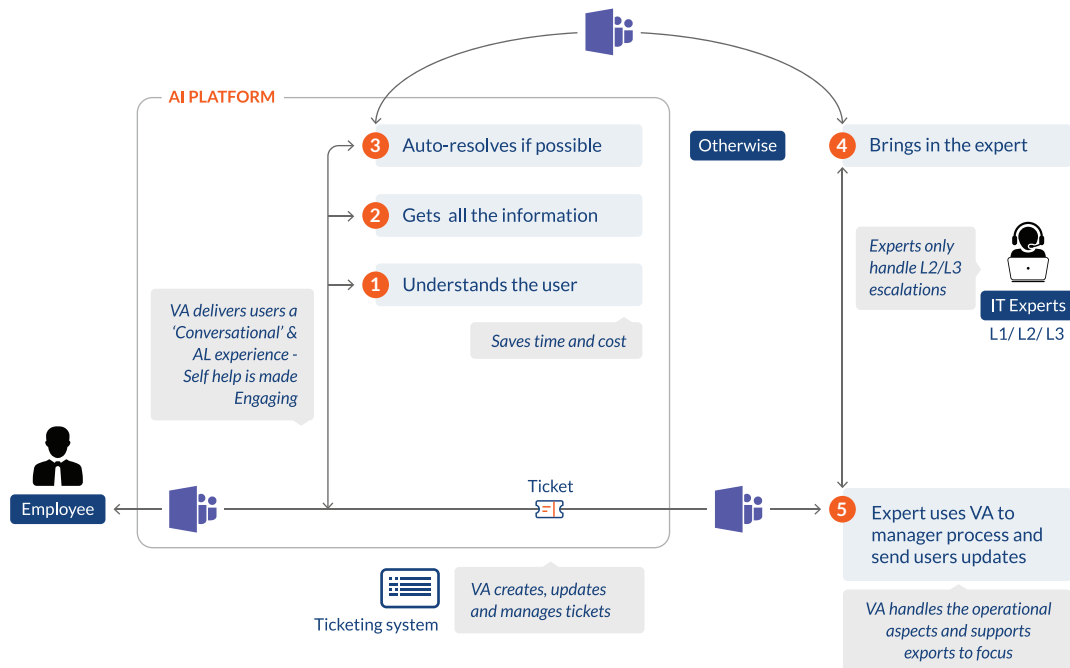 AI PLATFORM
3 Auto-resolves if possible
Otherwise
4 Brings in the expert
2 Gets all the information
Experts only
handle L2/L3
escalations
IT Experts
L1/ L2/ L3
1 Understands the user
VA delivers users a
‘Conversational’ &
AL experience -
Self help is made
Engaging
Saves time and cost
Employee
Ticket
5 Expert uses VA to
manager process and
send users updates
Ticketing system
VA creates, updates
and manages tickets
VA handles the operational
aspects and supports
exports to focus